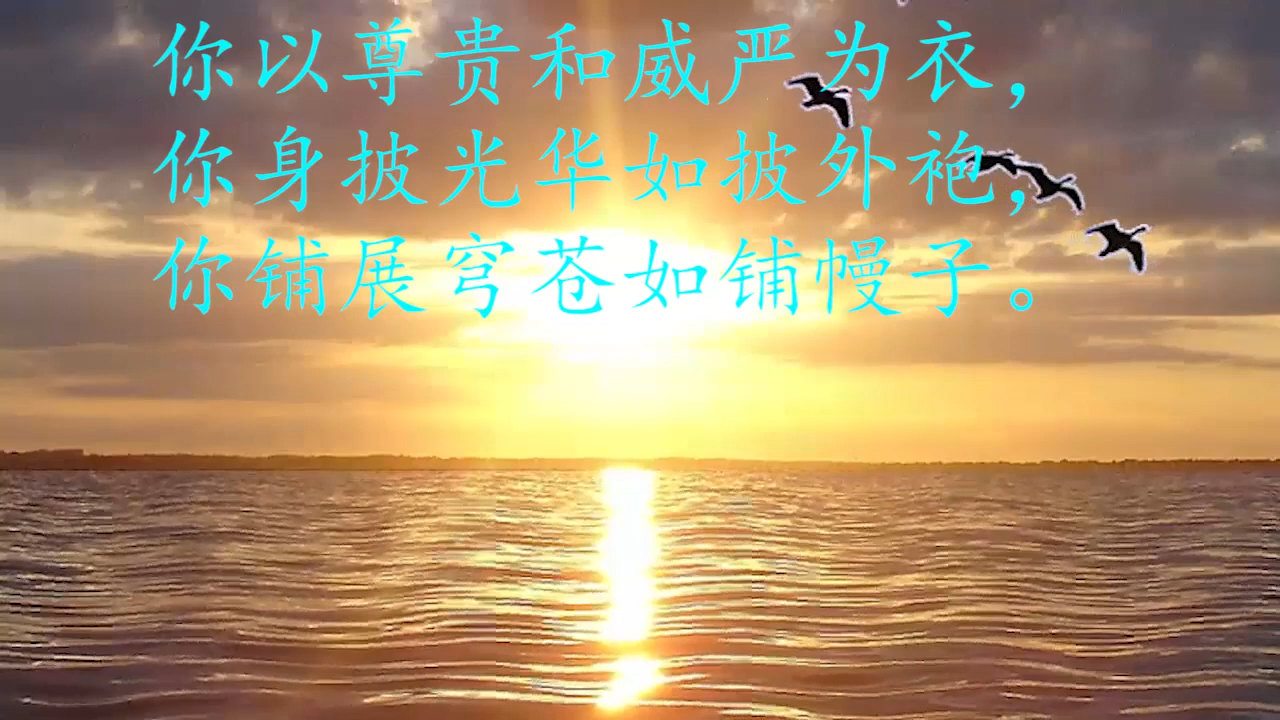 你以尊贵和威严为衣，
你身披光华如披外袍，
你铺展穹苍如铺幔子。